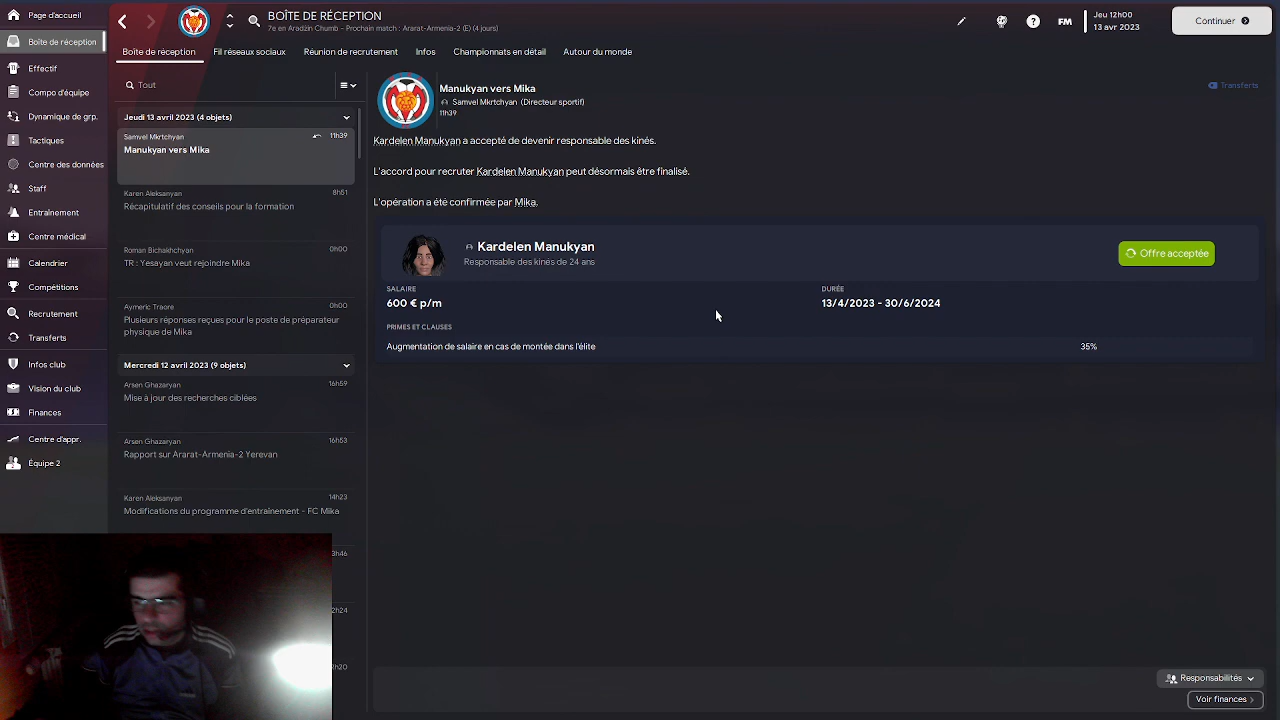 Page d'accueil
Boîte de réception
Effectif
Compo d'équipe
Dynamique de gr.
Tactiques
Centre des données
Staff
Entraînement
Centre médical
Calendrier
Compétitions
Recrutement
Transferts
Infos club
Vision du club
Finances
Centre d'appr.
Équipe 2
BOÎTE DE RÉCEPTION
7e en Aradzin Chumb - Prochain match : Ararat-Armenia-2 (E) (4 jours)
FM
Jeu 12h00
13 avr 2023
Continuer
Boîte de réception
Fil réseaux sociaux
Réunion de recrutement
Infos
Championnats en détail
Autour du monde
Tout
Jeudi 13 avril 2023 (4 objets)
Samvel Mkrtchyan 11h39
Manukyan vers Mika
Karen Aleksanyan 8h51
Récapitulatif des conseils pour la formation
Roman Bichakhchyan 0h00
TR : Yesayan veut rejoindre Mika
Aymeric Traore 0h00
Plusieurs réponses reçues pour le poste de préparateur
physique de Mika
Mercredi 12 avril 2023 (9 objets)
Arsen Ghazaryan 16h59
Mise à jour des recherches ciblées
Arsen Ghazaryan 16h53
Rapport sur Ararat-Armenia-2 Yerevan
Karen Aleksanyan 14h23
Modifications du programme d'entraînement - FC Mika
Manukyan vers Mika
Samvel Mkrtchyan (Directeur sportif)
11h39
Transferts
Kardelen Manukyan a accepté de devenir responsable des kinés.
L'accord pour recruter Kardelen Manukyan peut désormais être finalisé.
L'opération a été confirmée par Mika.
Kardelen Manukyan
Responsable des kinés de 24 ans
Offre acceptée
SALAIRE
600 € p/m
DURÉE
13/4/2023 - 30/6/2024
PRIMES ET CLAUSES
Augmentation de salaire en cas de montée dans l'élite 35%
Responsabilités
Voir finances